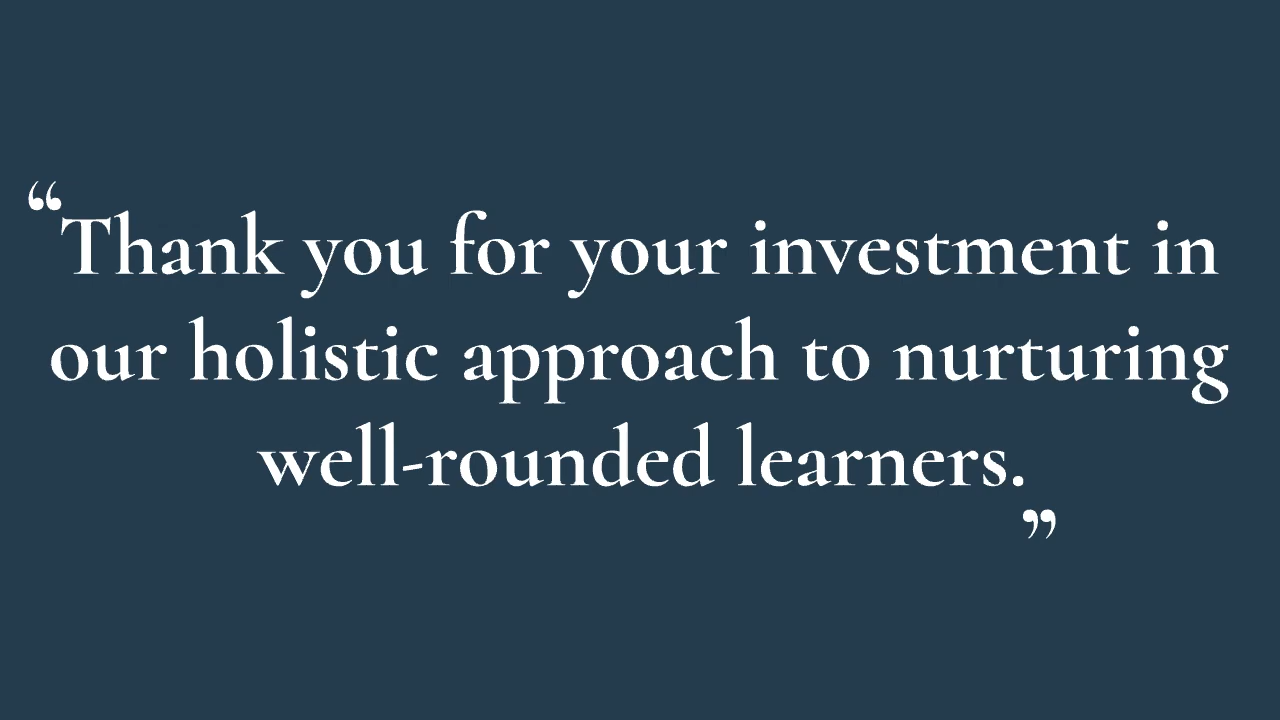 “Thank you for your investment in
our holistic approach to nurturing
well-rounded learners.”